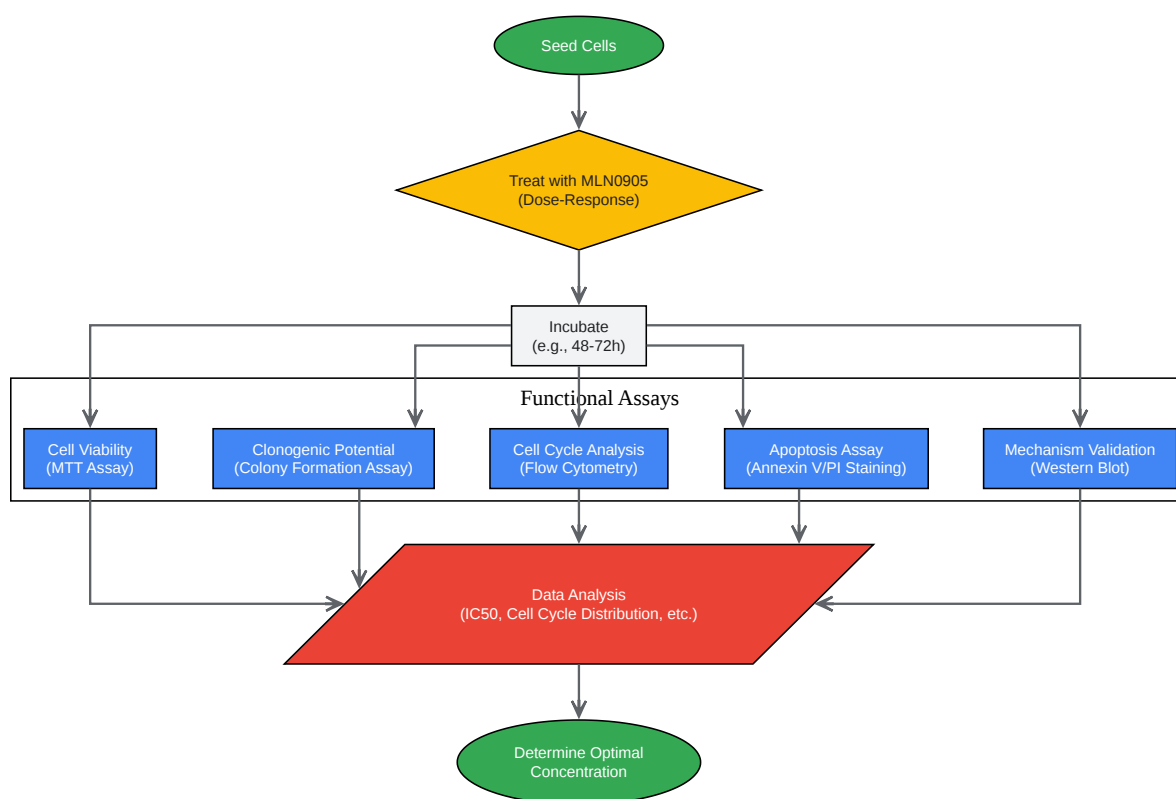 Seed Cells
Treat with MLN0905
(Dose-Response)
Incubate
(e.g., 48-72h)
Functional Assays
Cell Viability
(MTT Assay)
Clonogenic Potential
(Colony Formation Assay)
Cell Cycle Analysis
(Flow Cytometry)
Apoptosis Assay
(Annexin V/PI Staining)
Mechanism Validation
(Western Blot)
Data Analysis
(IC50, Cell Cycle Distribution, etc.)
Determine Optimal
Concentration